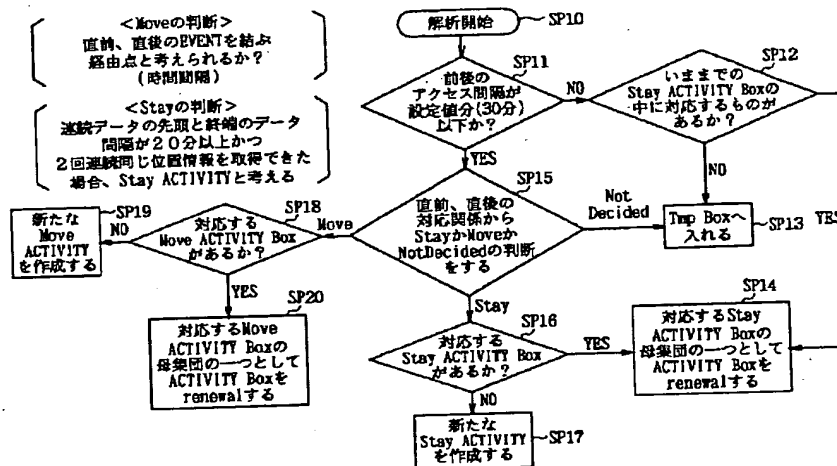 <Moveの判断>
直前、直後のEVENTを結ぶ
経由点と考えられるか？
(時間間隔)
<Stayの判断>
連続データの先頭と終端のデータ
間隔が２０分以上かつ
２回連続同じ位置情報を取得できた
場合、Stay ACTIVITYと考える
解析開始
SP10
SP11
前後の
アクセス間隔が
設定値分(30分)
以下か？
NO
YES
SP12
いままでの
Stay ACTIVITY Boxの
中に対応するものが
あるか？
NO
YES
SP15
直前、直後の
対応関係から
StayかMoveか
NotDecidedの判断
をする
Not
Decided
Tmp Boxへ
入れる
SP13
Move
SP18
対応する
Move ACTIVITY Box
があるか？
NO
YES
SP19
新たな
Move
ACTIVITY
を作成する
SP20
対応するMove
ACTIVITY Boxの
母集団の一つとして
ACTIVITY Boxを
renewalする
Stay
SP16
対応する
Stay ACTIVITY Box
があるか？
YES
NO
SP14
対応するStay
ACTIVITY Boxの
母集団の一つとして
ACTIVITY Boxを
renewalする
新たな
Stay ACTIVITY
を作成する
SP17